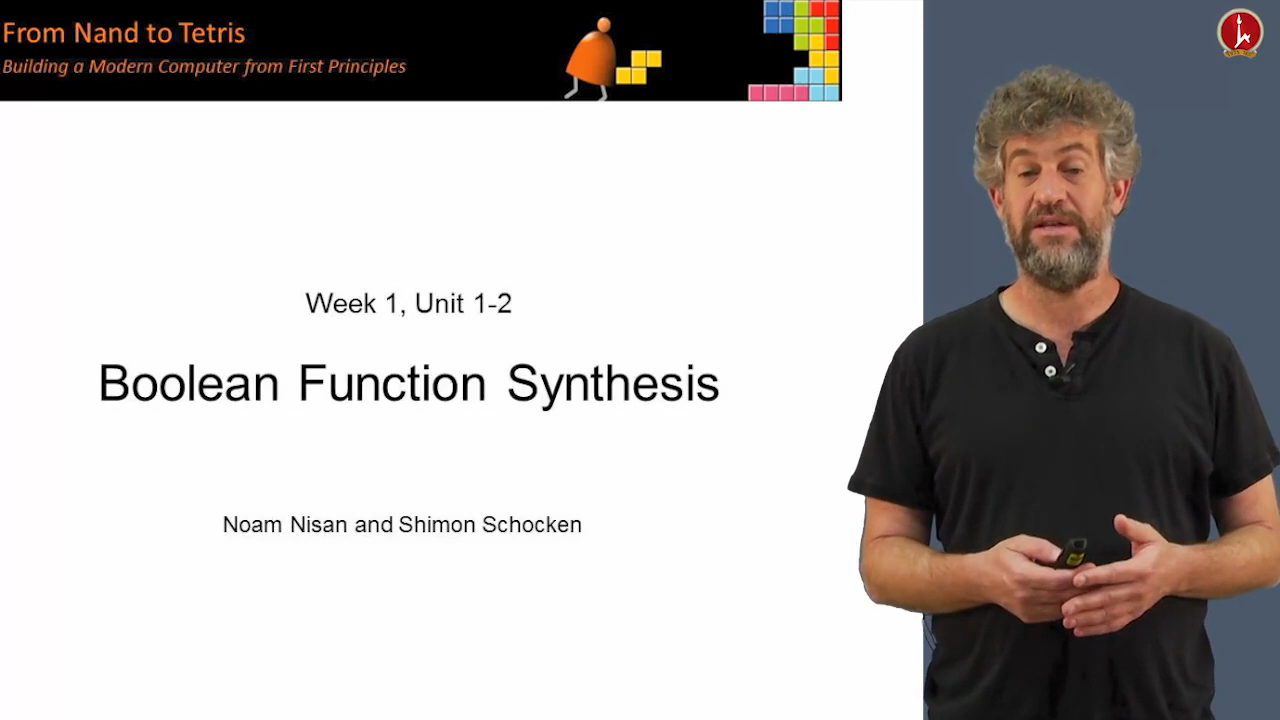 From Nand to Tetris
Building a Modern Computer from First Principles
Week 1, Unit 1-2
Boolean Function Synthesis
Noam Nisan and Shimon Schocken